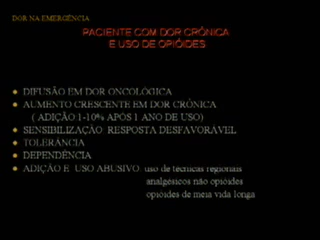 DOR NA EMERGÊNCIA
PACIENTE COM DOR CRÔNICA
E USO DE OPIÓIDES
DIFUSÃO EM DOR ONCOLÓGICA
AUMENTO CRESCENTE EM DOR CRÔNICA
( ADIÇÃO 1-10% APÓS 1 ANO DE USO)
SENSIBILIZAÇÃO RESPOSTA DESFAVORÁVEL
TOLERÂNCIA
DEPENDÊNCIA
ADIÇÃO E USO ABUSIVO uso de técnicas regionais
analgésicos não opióides
opióides de meia vida longa